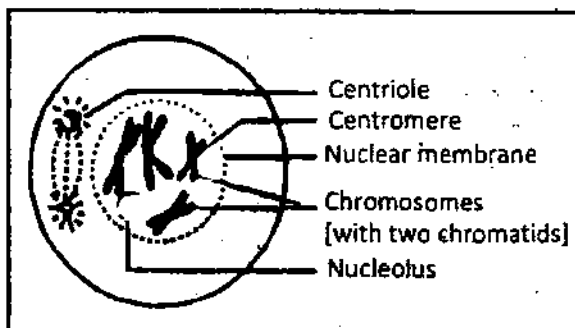 Centriole
Centromere
Nuclear membrane
Chromosomes
[with two chromatids]
Nucleolus